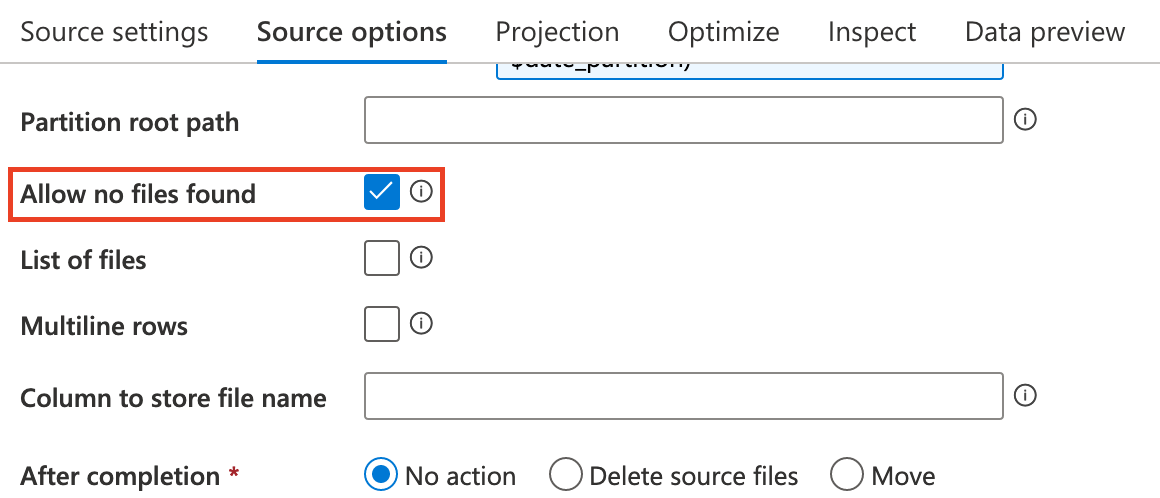 Source settings Source options Projection Optimize Inspect Data preview
$date_partition)
Partition root path
Allow no files found
List of files
Multiline rows
Column to store file name
After completion * No action Delete source files Move